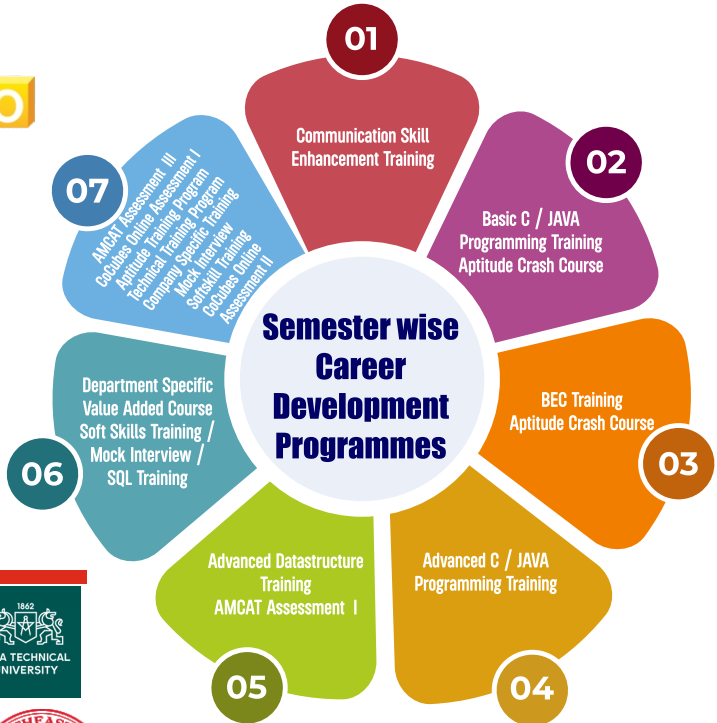 01
Communication Skill
Enhancement Training
02
Basic C / JAVA
Programming Training
Aptitude Crash Course
03
BEC Training
Aptitude Crash Course
04
Advanced C / JAVA
Programming Training
05
Advanced Datastructure
Training
AMCAT Assessment I
06
Department Specific
Value Added Course
Soft Skills Training /
Mock Interview /
SQL Training
07
AMCAT Assessment III
CoCubes Online Assessment I
Aptitude Training Program
Technical Training Program
Company Specific Training
Mock Interview
Softskill Training
CoCubes Online
Assessment II
Semester wise
Career
Development
Programmes
O
1862
A TECHNICAL
NIVERSITY